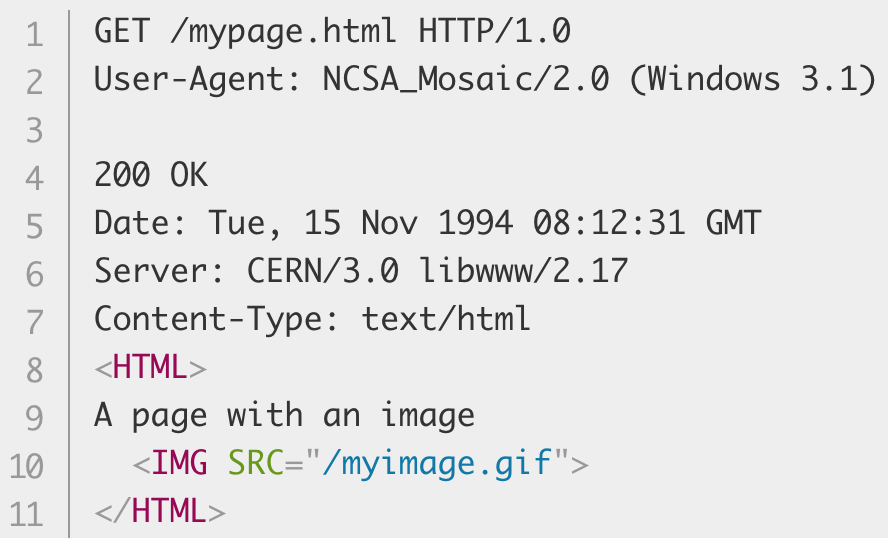 1 GET /mypage.html HTTP/1.0
2 User-Agent: NCSA_Mosaic/2.0 (Windows 3.1)
3
4 200 OK
5 Date: Tue, 15 Nov 1994 08:12:31 GMT
6 Server: CERN/3.0 libwww/2.17
7 Content-Type: text/html
8 <HTML>
9 A page with an image
10   <IMG SRC="/myimage.gif">
11 </HTML>